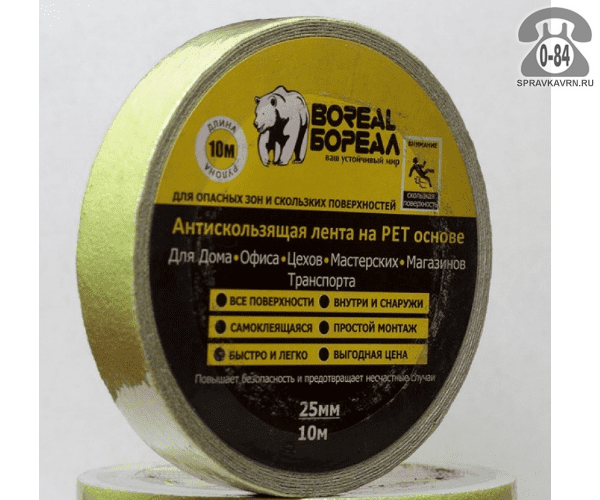 0-84
SPRAVKAVRN.RU
BOREAL
БОРЕАЛ
ваш устойчивый мир
ДЛИНА
10м
РУЛОНА
ВНИМАНИЕ
СКОЛЬЗКАЯ
ПОВЕРХНОСТЬ
ДЛЯ ОПАСНЫХ ЗОН И СКОЛЬЗКИХ ПОВЕРХНОСТЕЙ
Антискользящая лента на PET основе
Для Дома•Офиса•Цехов•Мастерских•Магазинов
Транспорта
ВСЕ ПОВЕРХНОСТИ ВНУТРИ И СНАРУЖИ
САМОКЛЕЯЩАЯСЯ ПРОСТОЙ МОНТАЖ
БЫСТРО И ЛЕГКО ВЫГОДНАЯ ЦЕНА
Повышает безопасность и предотвращает несчастные случаи
25мм
10м